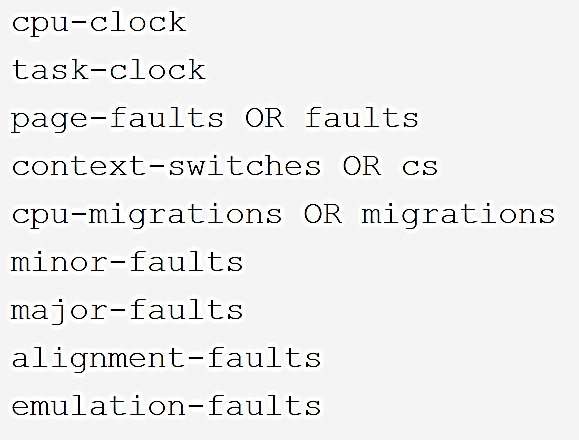 cpu-clock
task-clock
page-faults OR faults
context-switches OR cs
cpu-migrations OR migrations
minor-faults
major-faults
alignment-faults
emulation-faults